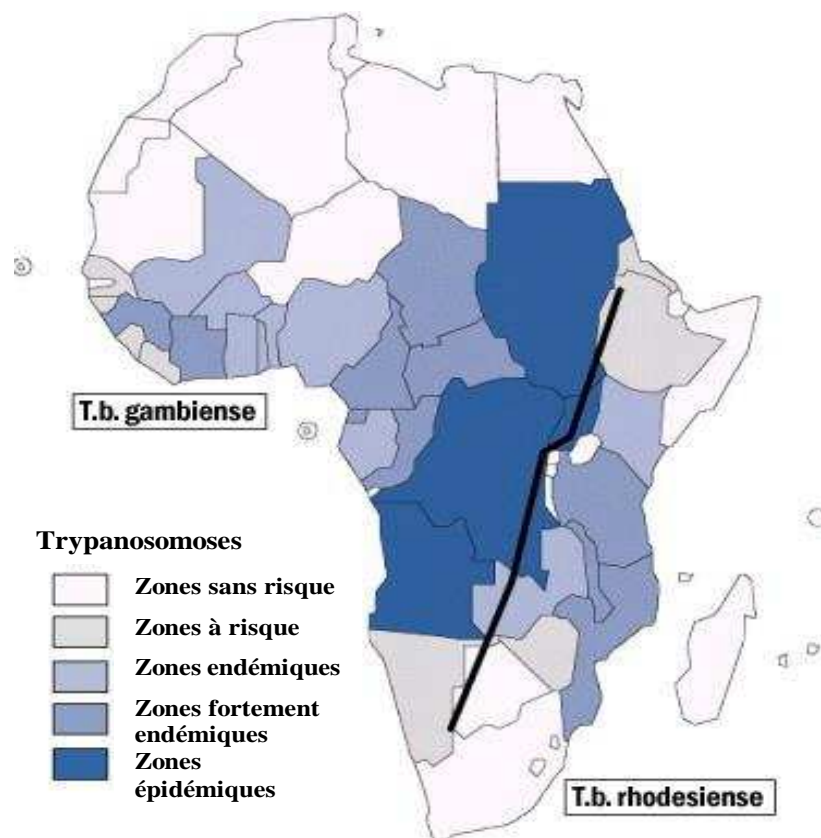 T.b. gambiense
Trypanosomoses
Zones sans risque
Zones à risque
Zones endémiques
Zones fortement
endémiques
Zones
épidémiques
T.b. rhodesiense